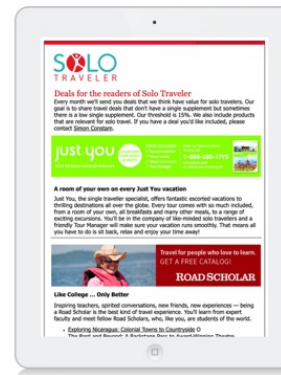 SOLO
TRAVELER
Deals for the readers of Solo Traveler
Every month we'll send you deals that we think have value for solo travelers. Our
goal is to share travel deals that don't have a single supplement but sometimes
there is a low single supplement. Our threshold is 15%. We also include products
that are relevant for solo travel. If you have a deal you'd like included, please
contact Simon Constam.
just you
1-800-280-1775
A room of your own on every Just You vacation
Just You, the single traveler specialist, offers fantastic escorted vacations to
thrilling destinations all over the globe. Every tour comes with so much included,
from a room of your own, all breakfasts and many other meals, to a range of
exciting excursions. You'll be in the company of like-minded solo travelers and a
friendly Tour Manager will make sure your vacation runs smoothly. That means all
you have to do is sit back, relax and enjoy your time away!
Travel for people who love to learn.
GET A FREE CATALOG!
ROAD SCHOLAR
Like College ... Only Better
Inspiring teachers, spirited conversations, new friends, new experiences — being
a Road Scholar is the best kind of travel experience. You'll learn from expert
faculty and meet fellow Road Scholars, who, like you, are students of the world.
Exploring Nicaragua: Colonial Towns to Countryside